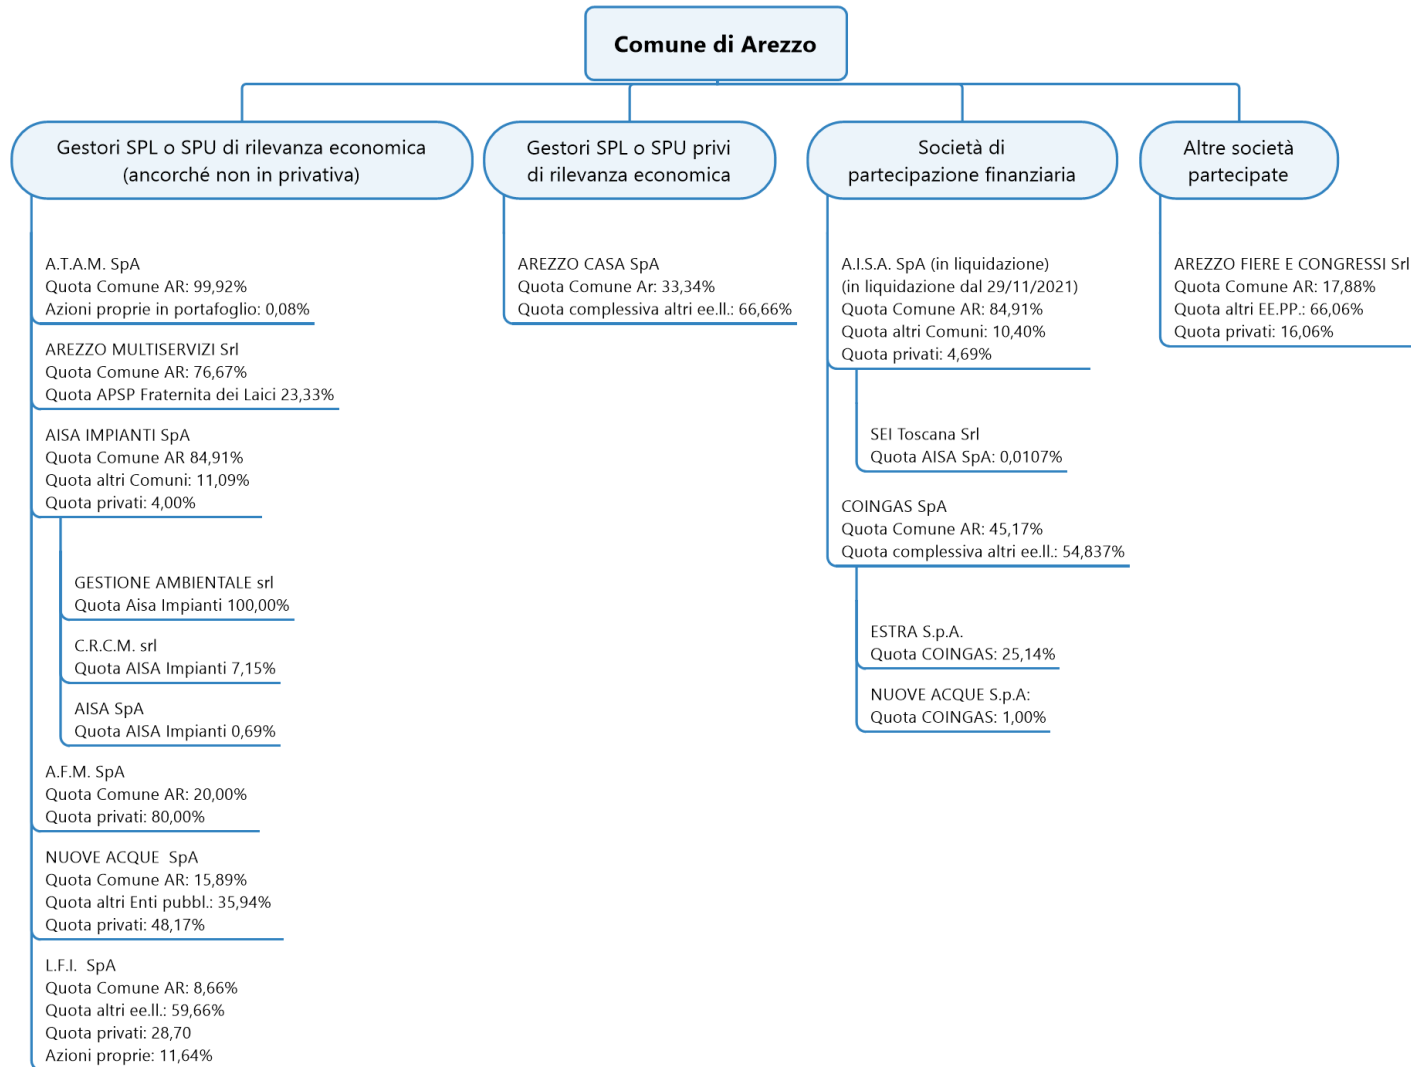 Comune di Arezzo
Gestori SPL o SPU di rilevanza economica
(ancorché non in privativa)
A.T.A.M. SpA
Quota Comune AR: 99,92%
Azioni proprie in portafoglio: 0,08%
AREZZO MULTISERVIZI Srl
Quota Comune AR: 76,67%
Quota APSP Fraternita dei Laici 23,33%
AISA IMPIANTI SpA
Quota Comune AR 84,91%
Quota altri Comuni: 11,09%
Quota privati: 4,00%
GESTIONE AMBIENTALE srl
Quota Aisa Impianti 100,00%
C.R.C.M. srl
Quota AISA Impianti 7,15%
AISA SpA
Quota AISA Impianti 0,69%
A.F.M. SpA
Quota Comune AR: 20,00%
Quota privati: 80,00%
NUOVE ACQUE  SpA
Quota Comune AR: 15,89%
Quota altri Enti pubbl.: 35,94%
Quota privati: 48,17%
L.F.I.  SpA
Quota Comune AR: 8,66%
Quota altri ee.ll.: 59,66%
Quota privati: 28,70
Azioni proprie: 11,64%
Gestori SPL o SPU privi
di rilevanza economica
AREZZO CASA SpA
Quota Comune Ar: 33,34%
Quota complessiva altri ee.ll.: 66,66%
Società di
partecipazione finanziaria
A.I.S.A. SpA (in liquidazione)
(in liquidazione dal 29/11/2021)
Quota Comune AR: 84,91%
Quota altri Comuni: 10,40%
Quota privati: 4,69%
SEI Toscana Srl
Quota AISA SpA: 0,0107%
COINGAS SpA
Quota Comune AR: 45,17%
Quota complessiva altri ee.ll.: 54,837%
ESTRA S.p.A.
Quota COINGAS: 25,14%
NUOVE ACQUE S.p.A:
Quota COINGAS: 1,00%
Altre società
partecipate
AREZZO FIERE E CONGRESSI Srl
Quota Comune AR: 17,88%
Quota altri EE.PP.: 66,06%
Quota privati: 16,06%